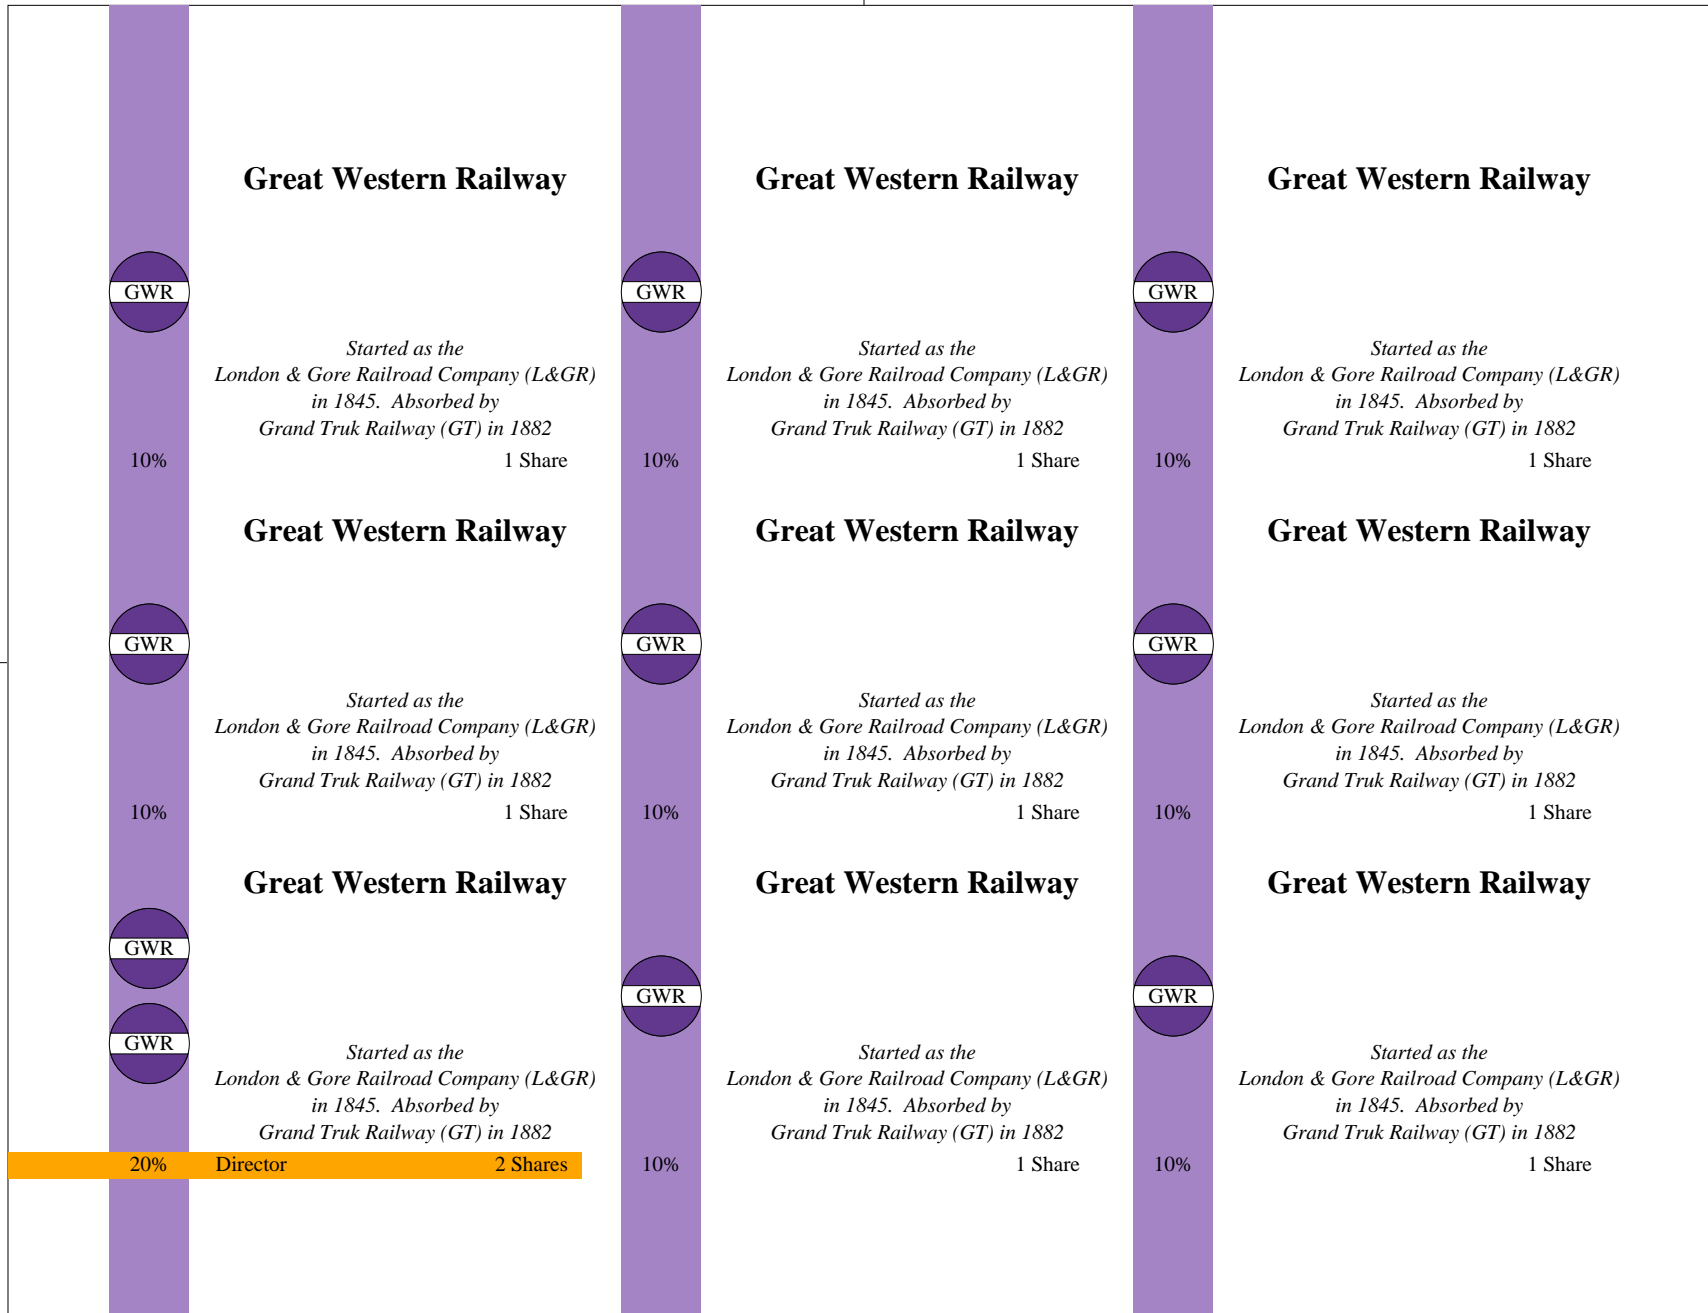 Great Western Railway
GWR
Started as the
London & Gore Railroad Company (L&GR)
in 1845.  Absorbed by
Grand Truk Railway (GT) in 1882
10% 1 Share
Great Western Railway
GWR
Started as the
London & Gore Railroad Company (L&GR)
in 1845.  Absorbed by
Grand Truk Railway (GT) in 1882
10% 1 Share
Great Western Railway
GWR
Started as the
London & Gore Railroad Company (L&GR)
in 1845.  Absorbed by
Grand Truk Railway (GT) in 1882
10% 1 Share
Great Western Railway
GWR
Started as the
London & Gore Railroad Company (L&GR)
in 1845.  Absorbed by
Grand Truk Railway (GT) in 1882
10% 1 Share
Great Western Railway
GWR
Started as the
London & Gore Railroad Company (L&GR)
in 1845.  Absorbed by
Grand Truk Railway (GT) in 1882
10% 1 Share
Great Western Railway
GWR
Started as the
London & Gore Railroad Company (L&GR)
in 1845.  Absorbed by
Grand Truk Railway (GT) in 1882
10% 1 Share
Great Western Railway
GWR
GWR
Started as the
London & Gore Railroad Company (L&GR)
in 1845.  Absorbed by
Grand Truk Railway (GT) in 1882
20% Director 2 Shares
Great Western Railway
GWR
Started as the
London & Gore Railroad Company (L&GR)
in 1845.  Absorbed by
Grand Truk Railway (GT) in 1882
10% 1 Share
Great Western Railway
GWR
Started as the
London & Gore Railroad Company (L&GR)
in 1845.  Absorbed by
Grand Truk Railway (GT) in 1882
10% 1 Share